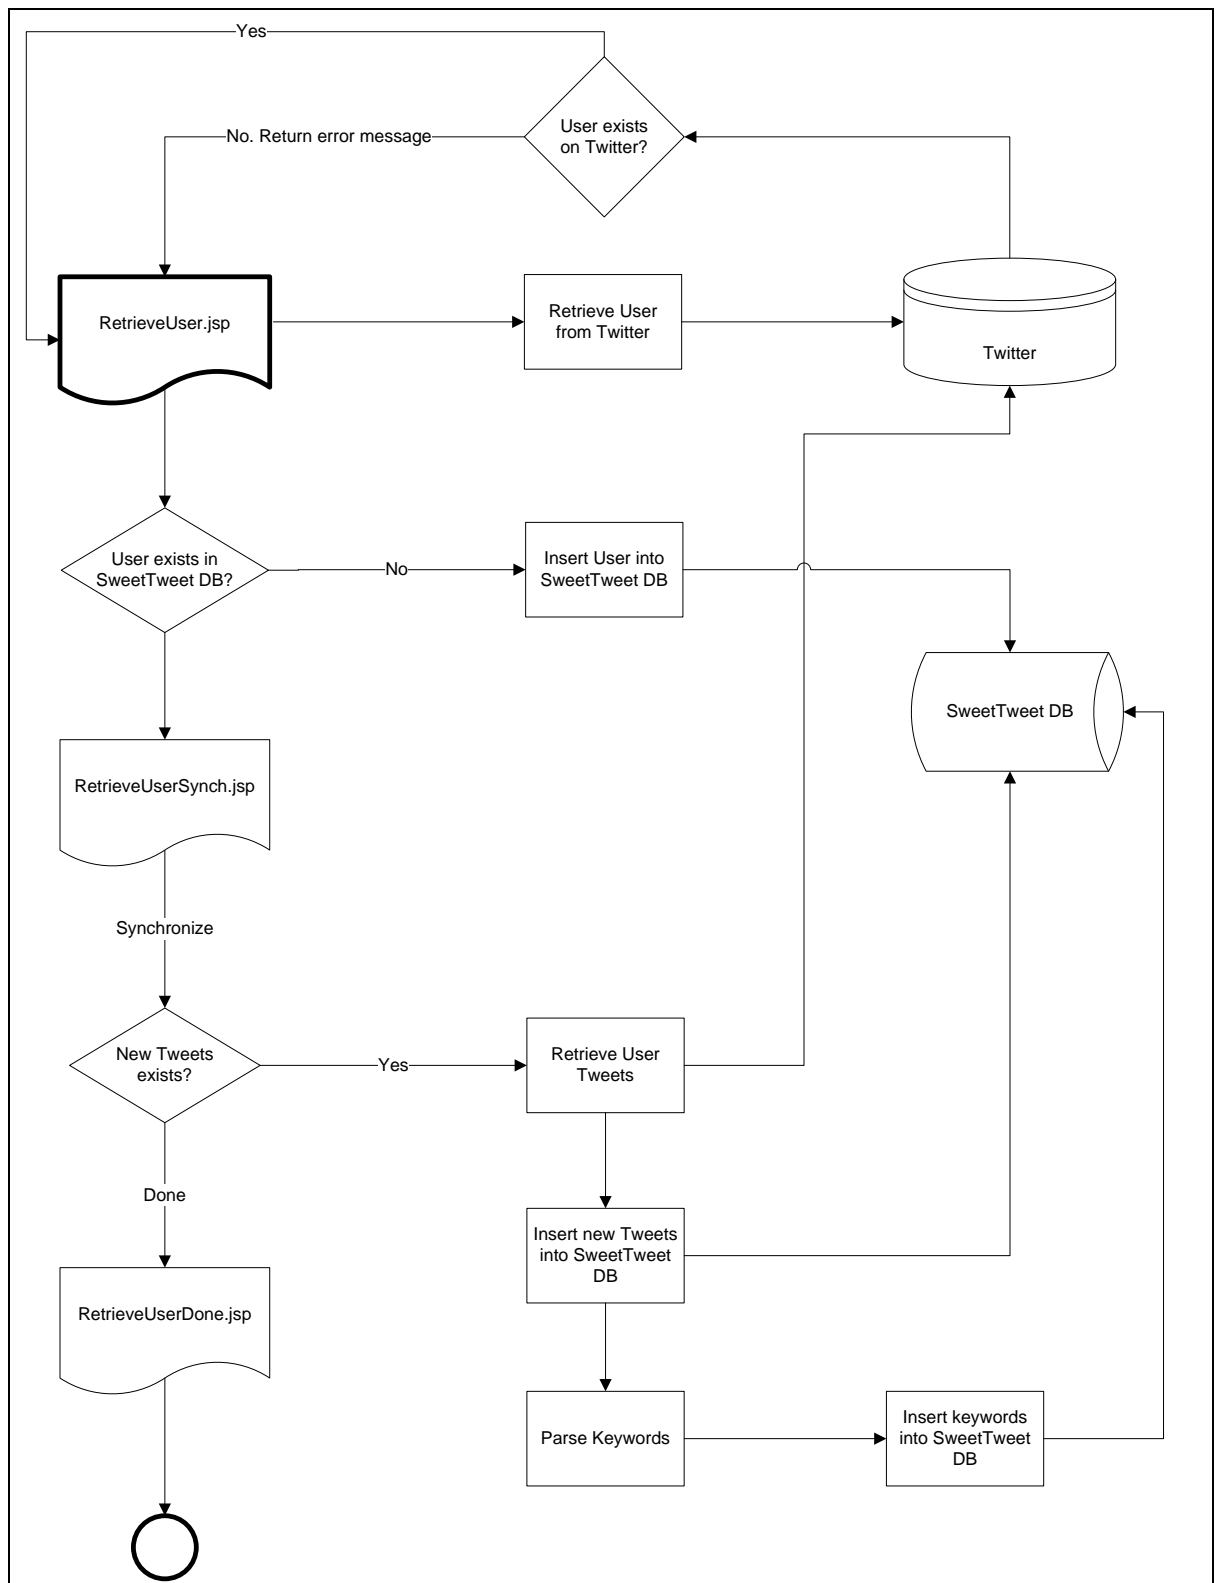 Yes
User exists
on Twitter?
No. Return error message
RetrieveUser.jsp
Retrieve User
from Twitter
Twitter
User exists in
SweetTweet DB?
No
Insert User into
SweetTweet DB
SweetTweet DB
RetrieveUserSynch.jsp
Synchronize
New Tweets
exists?
Yes
Retrieve User
Tweets
Done
Insert new Tweets
into SweetTweet
DB
RetrieveUserDone.jsp
Parse Keywords
Insert keywords
into SweetTweet
DB